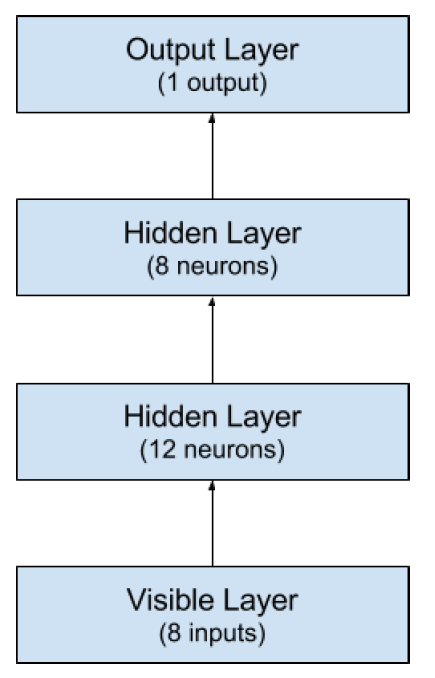 Output Layer
(1 output)
Hidden Layer
(8 neurons)
Hidden Layer
(12 neurons)
Visible Layer
(8 inputs)